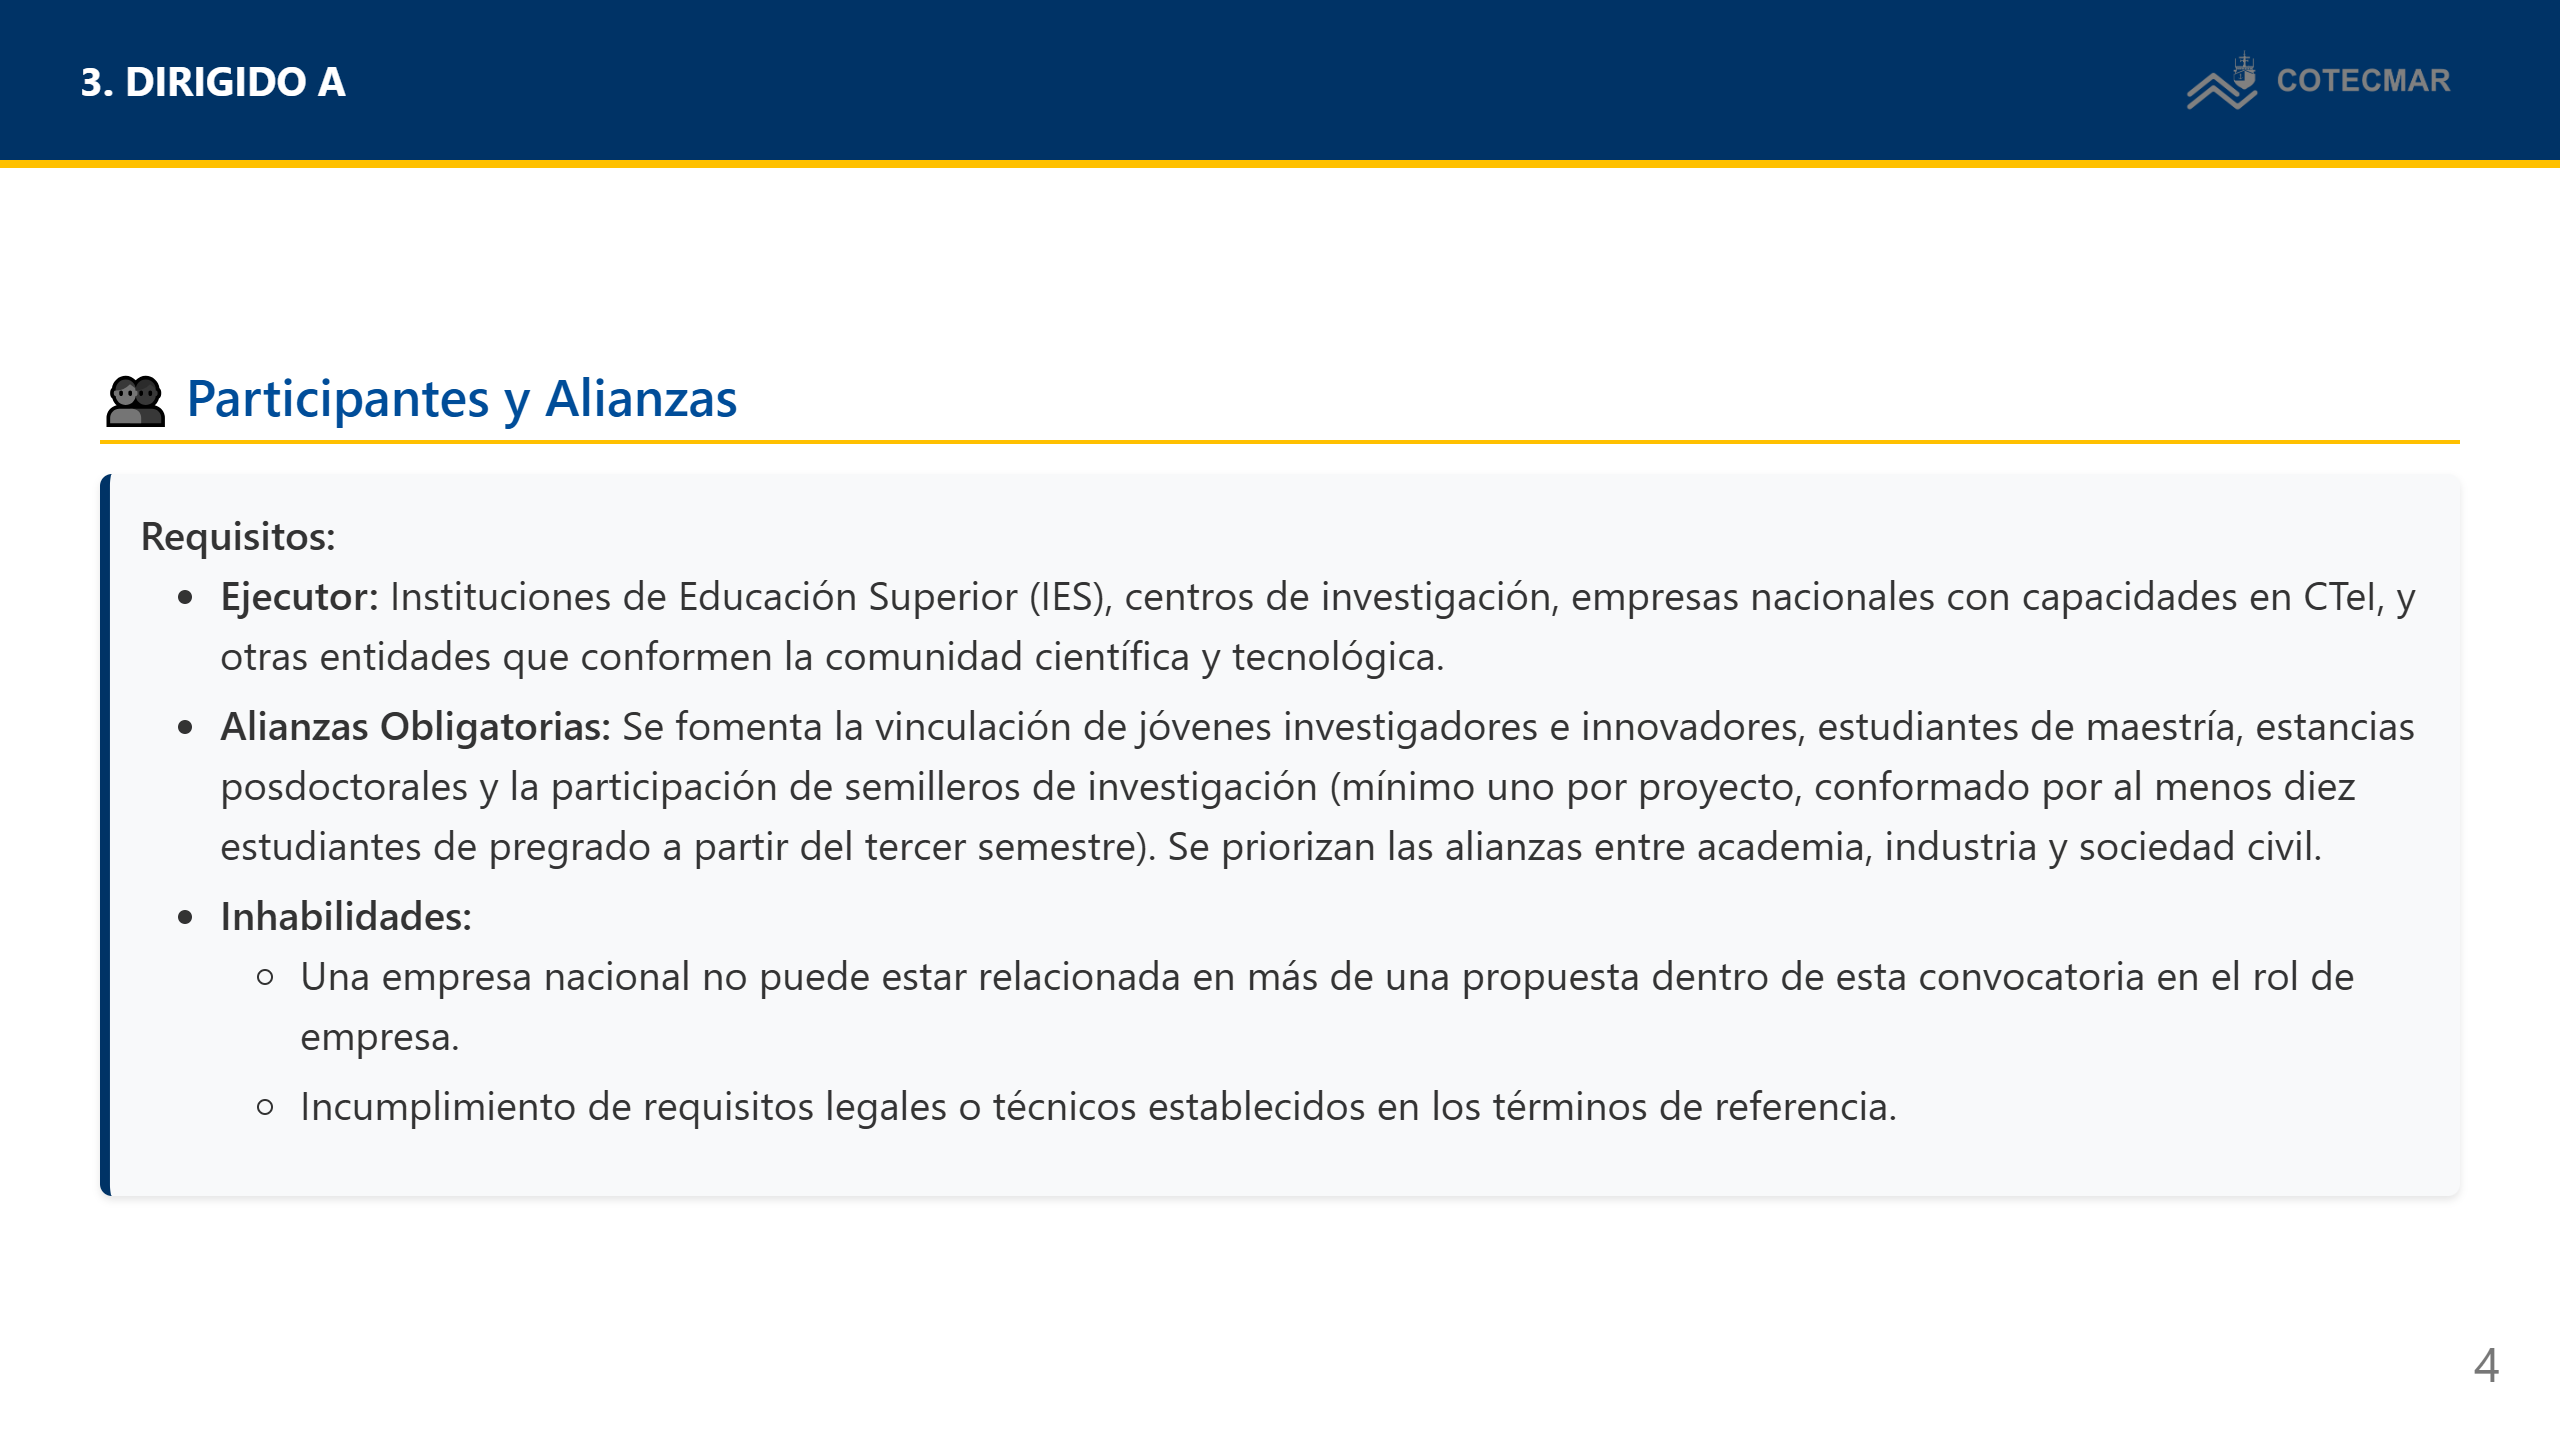 3. DIRIGIDO A
COTECMAR
Participantes y Alianzas
Requisitos:
• Ejecutor: Instituciones de Educación Superior (IES), centros de investigación, empresas nacionales con capacidades en CTeI, y
otras entidades que conformen la comunidad científica y tecnológica.
• Alianzas Obligatorias: Se fomenta la vinculación de jóvenes investigadores e innovadores, estudiantes de maestría, estancias
posdoctorales y la participación de semilleros de investigación (mínimo uno por proyecto, conformado por al menos diez
estudiantes de pregrado a partir del tercer semestre). Se priorizan las alianzas entre academia, industria y sociedad civil.
• Inhabilidades:
○ Una empresa nacional no puede estar relacionada en más de una propuesta dentro de esta convocatoria en el rol de
empresa.
○ Incumplimiento de requisitos legales o técnicos establecidos en los términos de referencia.
4